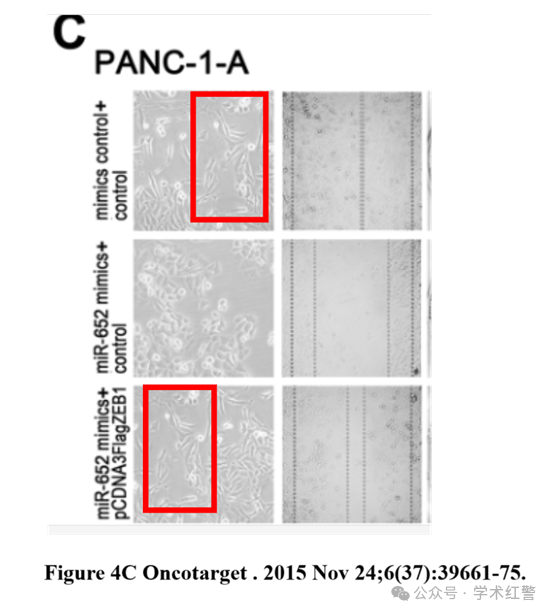 C
PANC-1-A
mimics control+
control
miR-652 mimics+
control
miR-652 mimics+
pCDNA3FlagZEB1
Figure 4C Oncotarget . 2015 Nov 24;6(37):39661-75.
公众号 · 学术红警